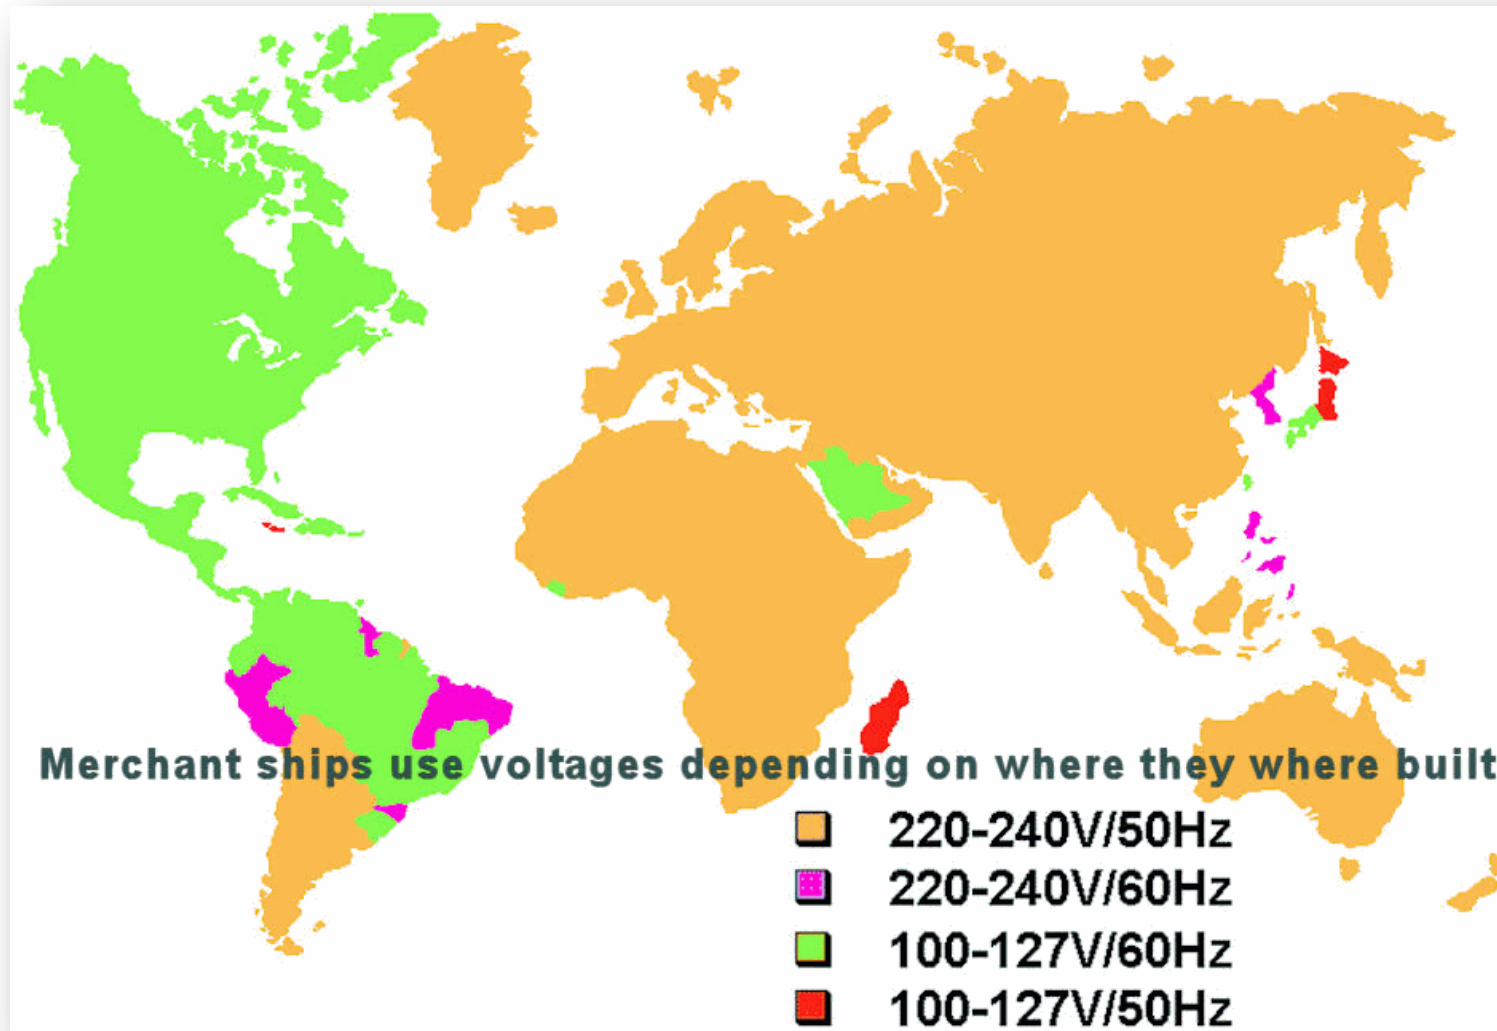 Merchant ships use voltages depending on where they where built
220-240V/50Hz
220-240V/60Hz
100-127V/60Hz
100-127V/50Hz